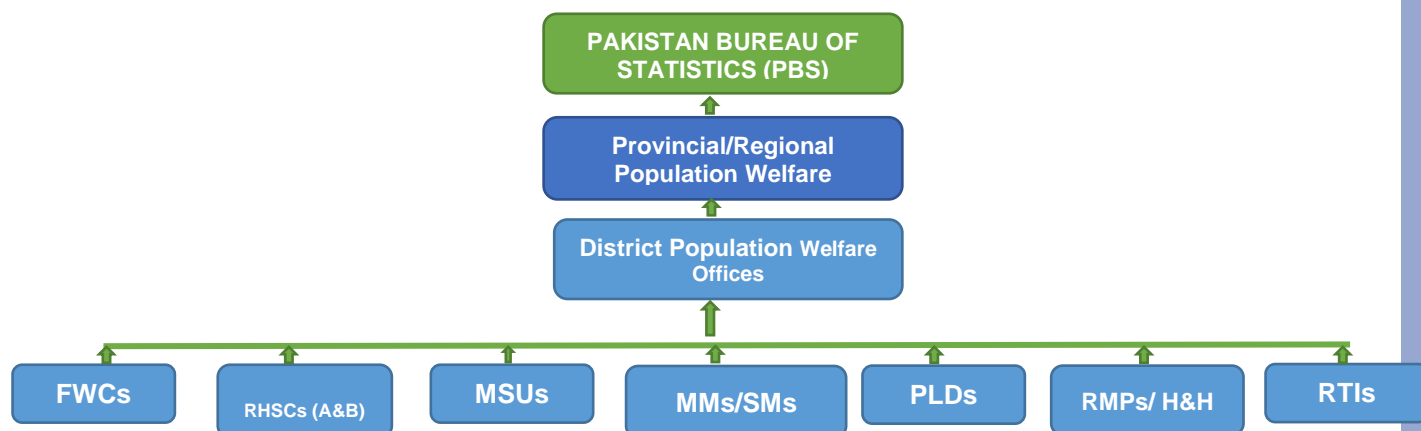 PAKISTAN BUREAU OF
STATISTICS (PBS)
Provincial/Regional
Population Welfare
District Population Welfare
Offices
FWCs
RHSCs (A&B)
MSUs
MMs/SMs
PLDs
RMPs/ H&H
RTIs